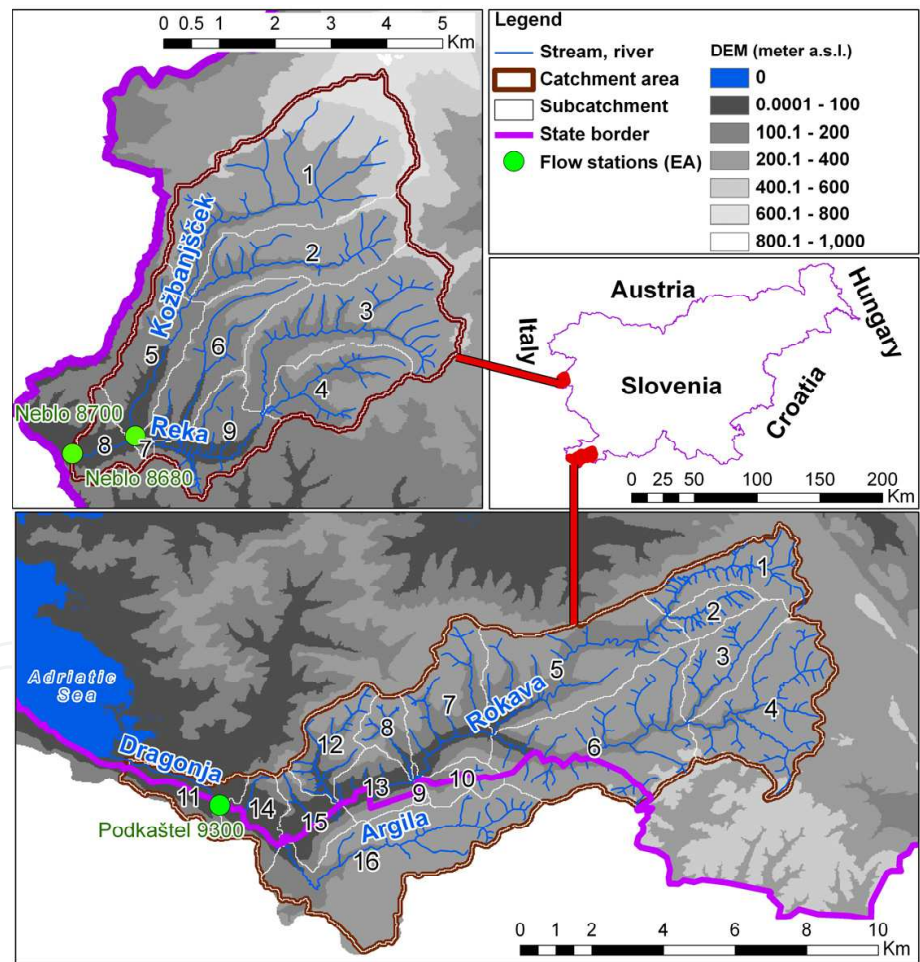 0 0.5 1 2 3 4 5
Km
1
2
3
4
5
6
7
8
9
Kožbanjšček
Reka
Neblo 8700
Neblo 8680
Legend
Stream, river
Catchment area
Subcatchment
State border
Flow stations (EA)
DEM (meter a.s.l.)
0
0.0001 - 100
100.1 - 200
200.1 - 400
400.1 - 600
600.1 - 800
800.1 - 1,000
Austria
Hungary
Italy
Slovenia
Croatia
0 25 50 100 150 200
Km
1
2
3
4
5
6
7
8
9
10
11
12
13
14
15
16
Adriatic
Sea
Dragonja
Rokava
Argila
Podkaštel 9300
0 1 2 4 6 8 10
Km